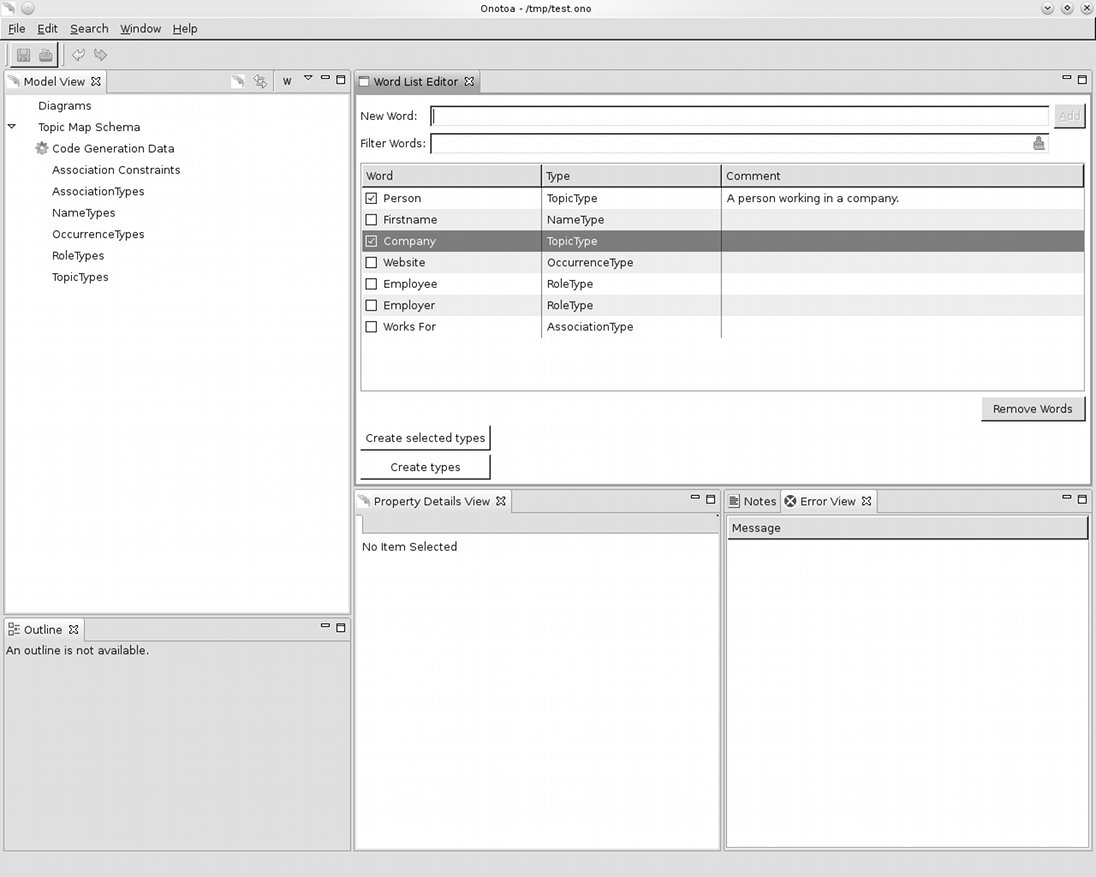 Onotoa - /tmp/test.ono
File Edit Search Window Help
Model View
W
Diagrams
Topic Map Schema
Code Generation Data
Association Constraints
AssociationTypes
NameTypes
OccurrenceTypes
RoleTypes
TopicTypes
Outline
An outline is not available.
Word List Editor
New Word:
Add
Filter Words:
Word Type Comment
Person TopicType A person working in a company.
Firstname NameType
Company TopicType
Website OccurrenceType
Employee RoleType
Employer RoleType
Works For AssociationType
Remove Words
Create selected types
Create types
Property Details View
No Item Selected
Notes Error View
Message